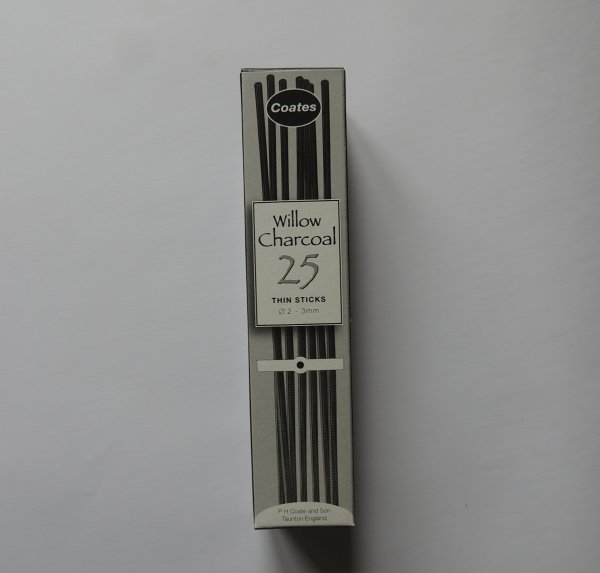 Coates
Willow
Charcoal
25
THIN STICKS
Ø 2 - 3mm
P H Coate and Son
Taunton England